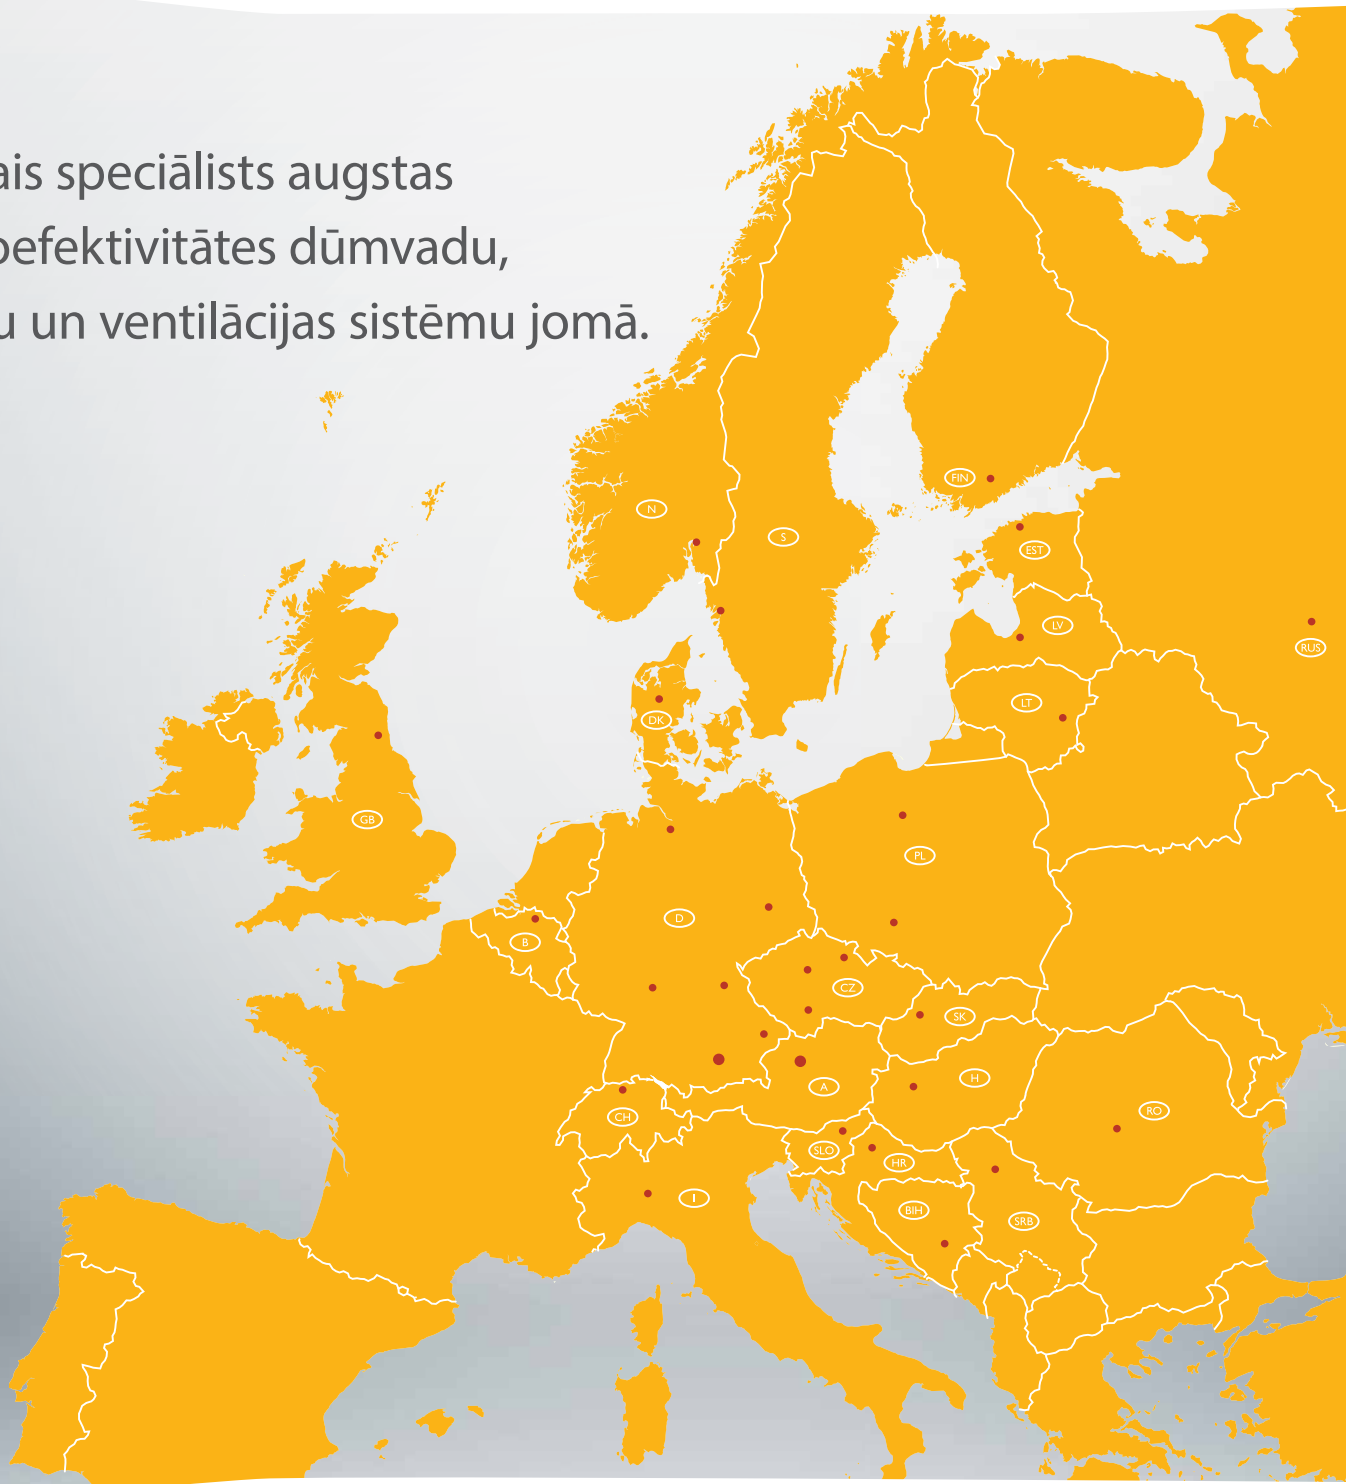 ais speciālists augstas
oefektivitātes dūmvadu,
u un ventilācijas sistēmu jomā.
FIN
N
S
EST
LV
RUS
LT
DK
GB
PL
D
B
CZ
SK
A
H
CH
RO
SLO
HR
I
BIH
SRB